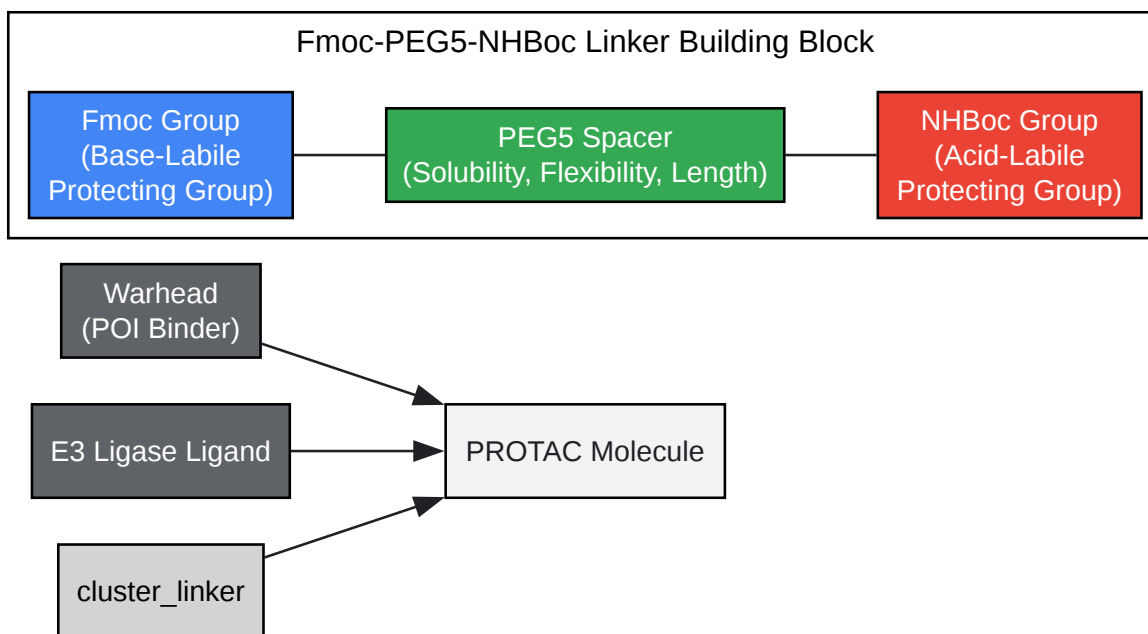 Fmoc-PEG5-NHBoc Linker Building Block
Fmoc Group
(Base-Labile
Protecting Group)
PEG5 Spacer
(Solubility, Flexibility, Length)
NHBoc Group
(Acid-Labile
Protecting Group)
Warhead
(POI Binder)
E3 Ligase Ligand
PROTAC Molecule
cluster_linker